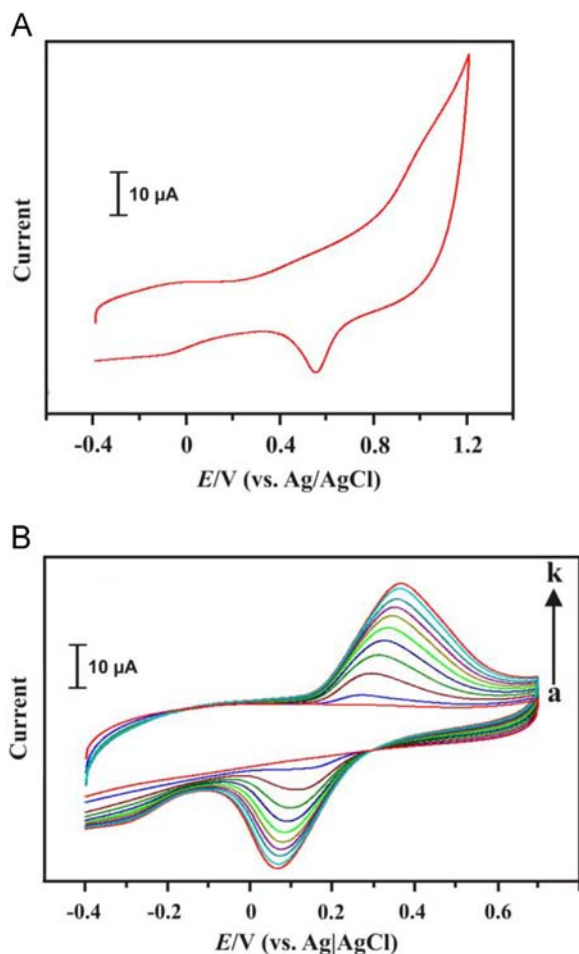 A
10 μA
Current
-0.4 0 0.4 0.8 1.2
E/V (vs. Ag/AgCl)
B
k
10 μA
a
Current
-0.4 -0.2 0 0.2 0.4 0.6
E/V (vs. Ag|AgCl)